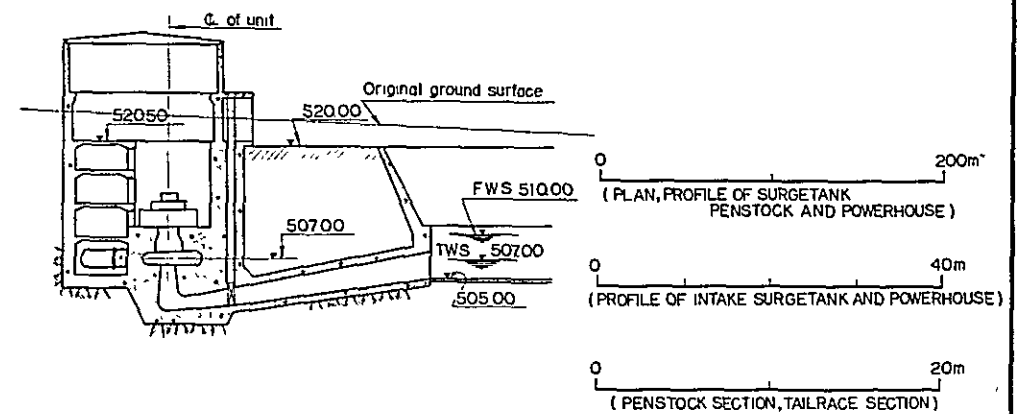 ℄ of unit
Original ground surface
520.50
520.00
FWS 510.00
507.00
TWS 507.00
505.00
0 200m
(PLAN, PROFILE OF SURGETANK
PENSTOCK AND POWERHOUSE)
0 40m
(PROFILE OF INTAKE SURGETANK AND POWERHOUSE)
0 20m
(PENSTOCK SECTION, TAILRACE SECTION)